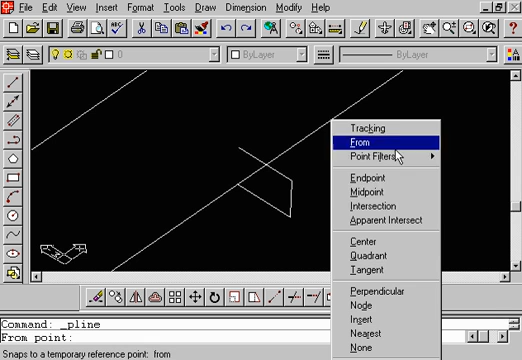 File Edit View Insert Format Tools Draw Dimension Modify Help
ABC
0
ByLayer
ByLayer
Tracking
From
Point Filters
Endpoint
Midpoint
Intersection
Apparent Intersect
Center
Quadrant
Tangent
Perpendicular
Node
Insert
Nearest
None
Command: _pline
From point:
Snaps to a temporary reference point: from